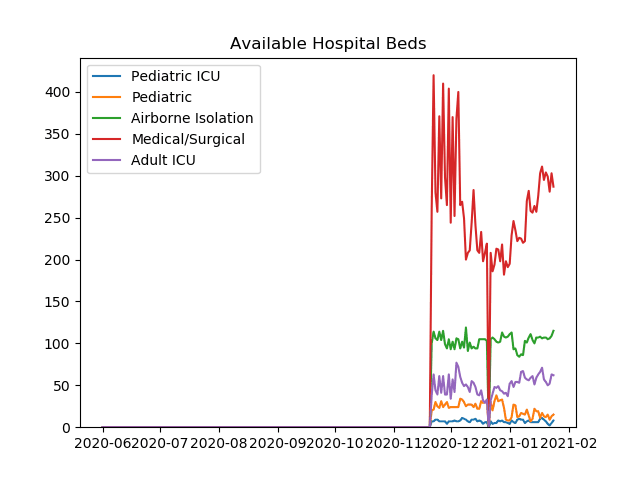 Available Hospital Beds
Pediatric ICU
Pediatric
Airborne Isolation
Medical/Surgical
Adult ICU
400
350
300
250
200
150
100
50
0
2020-06 2020-07 2020-08 2020-09 2020-10 2020-11 2020-12 2021-01 2021-02